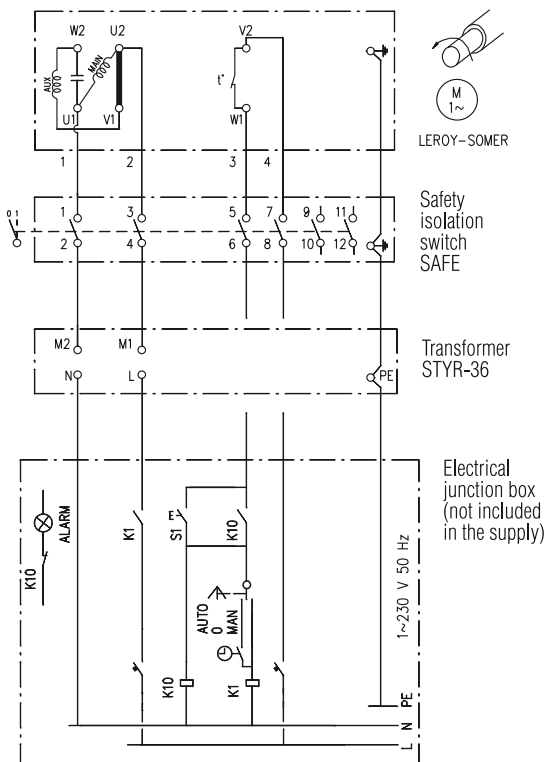 W2 U2 V2
AUX
MAIN
t°
U1 V1 W1
M
1~
LEROY-SOMER
1 2 3 4
0 1
1 3 5 7 9 11
2 4 6 8 10 12
Safety
isolation
switch
SAFE
M2 M1
N L PE
Transformer
STYR-36
Electrical
junction box
(not included
in the supply)
ALARM
K10
K1
E
S1
K10
AUTO
0
MAN
K10
K1
1~230 V 50 Hz
PE
N
L